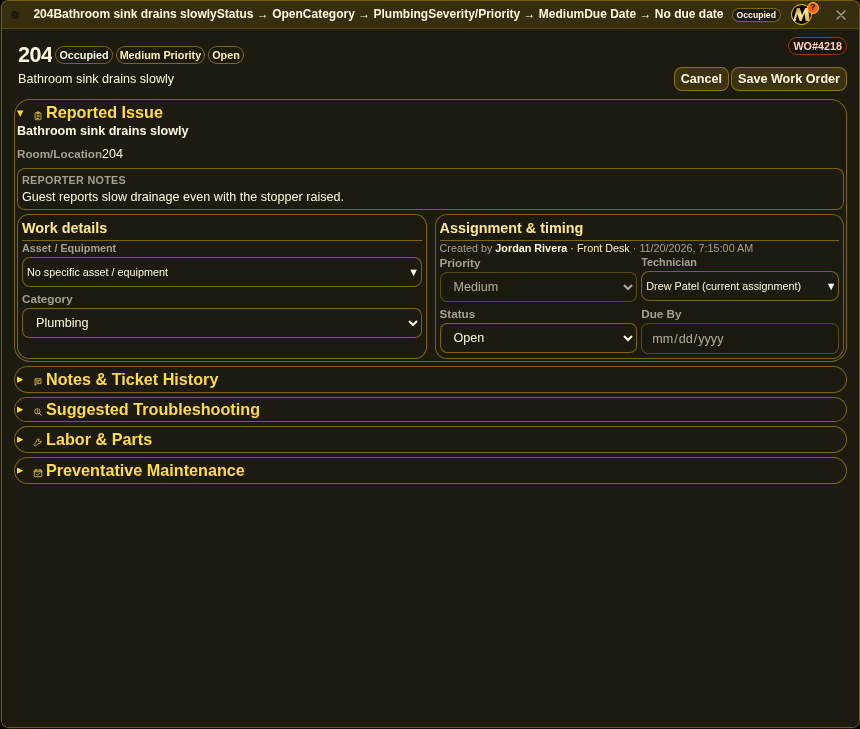 204Bathroom sink drains slowlyStatus → OpenCategory → PlumbingSeverity/Priority → MediumDue Date → No due date Occupied M ?
204 Occupied Medium Priority Open
WO#4218
Bathroom sink drains slowly
Cancel Save Work Order
Reported Issue
Bathroom sink drains slowly
Room/Location204
REPORTER NOTES
Guest reports slow drainage even with the stopper raised.
Work details
Asset / Equipment
No specific asset / equipment
Category
Plumbing
Assignment & timing
Created by Jordan Rivera · Front Desk · 11/20/2026, 7:15:00 AM
Priority Technician
Medium Drew Patel (current assignment)
Status Due By
Open mm/dd/yyyy
Notes & Ticket History
Suggested Troubleshooting
Labor & Parts
Preventative Maintenance